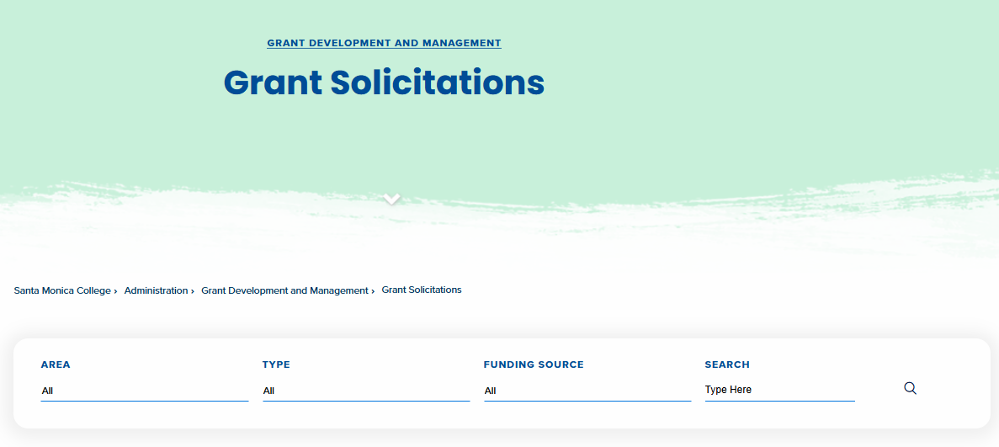 GRANT DEVELOPMENT AND MANAGEMENT
Grant Solicitations
Santa Monica College › Administration › Grant Development and Management › Grant Solicitations
AREA TYPE FUNDING SOURCE SEARCH
All All All Type Here